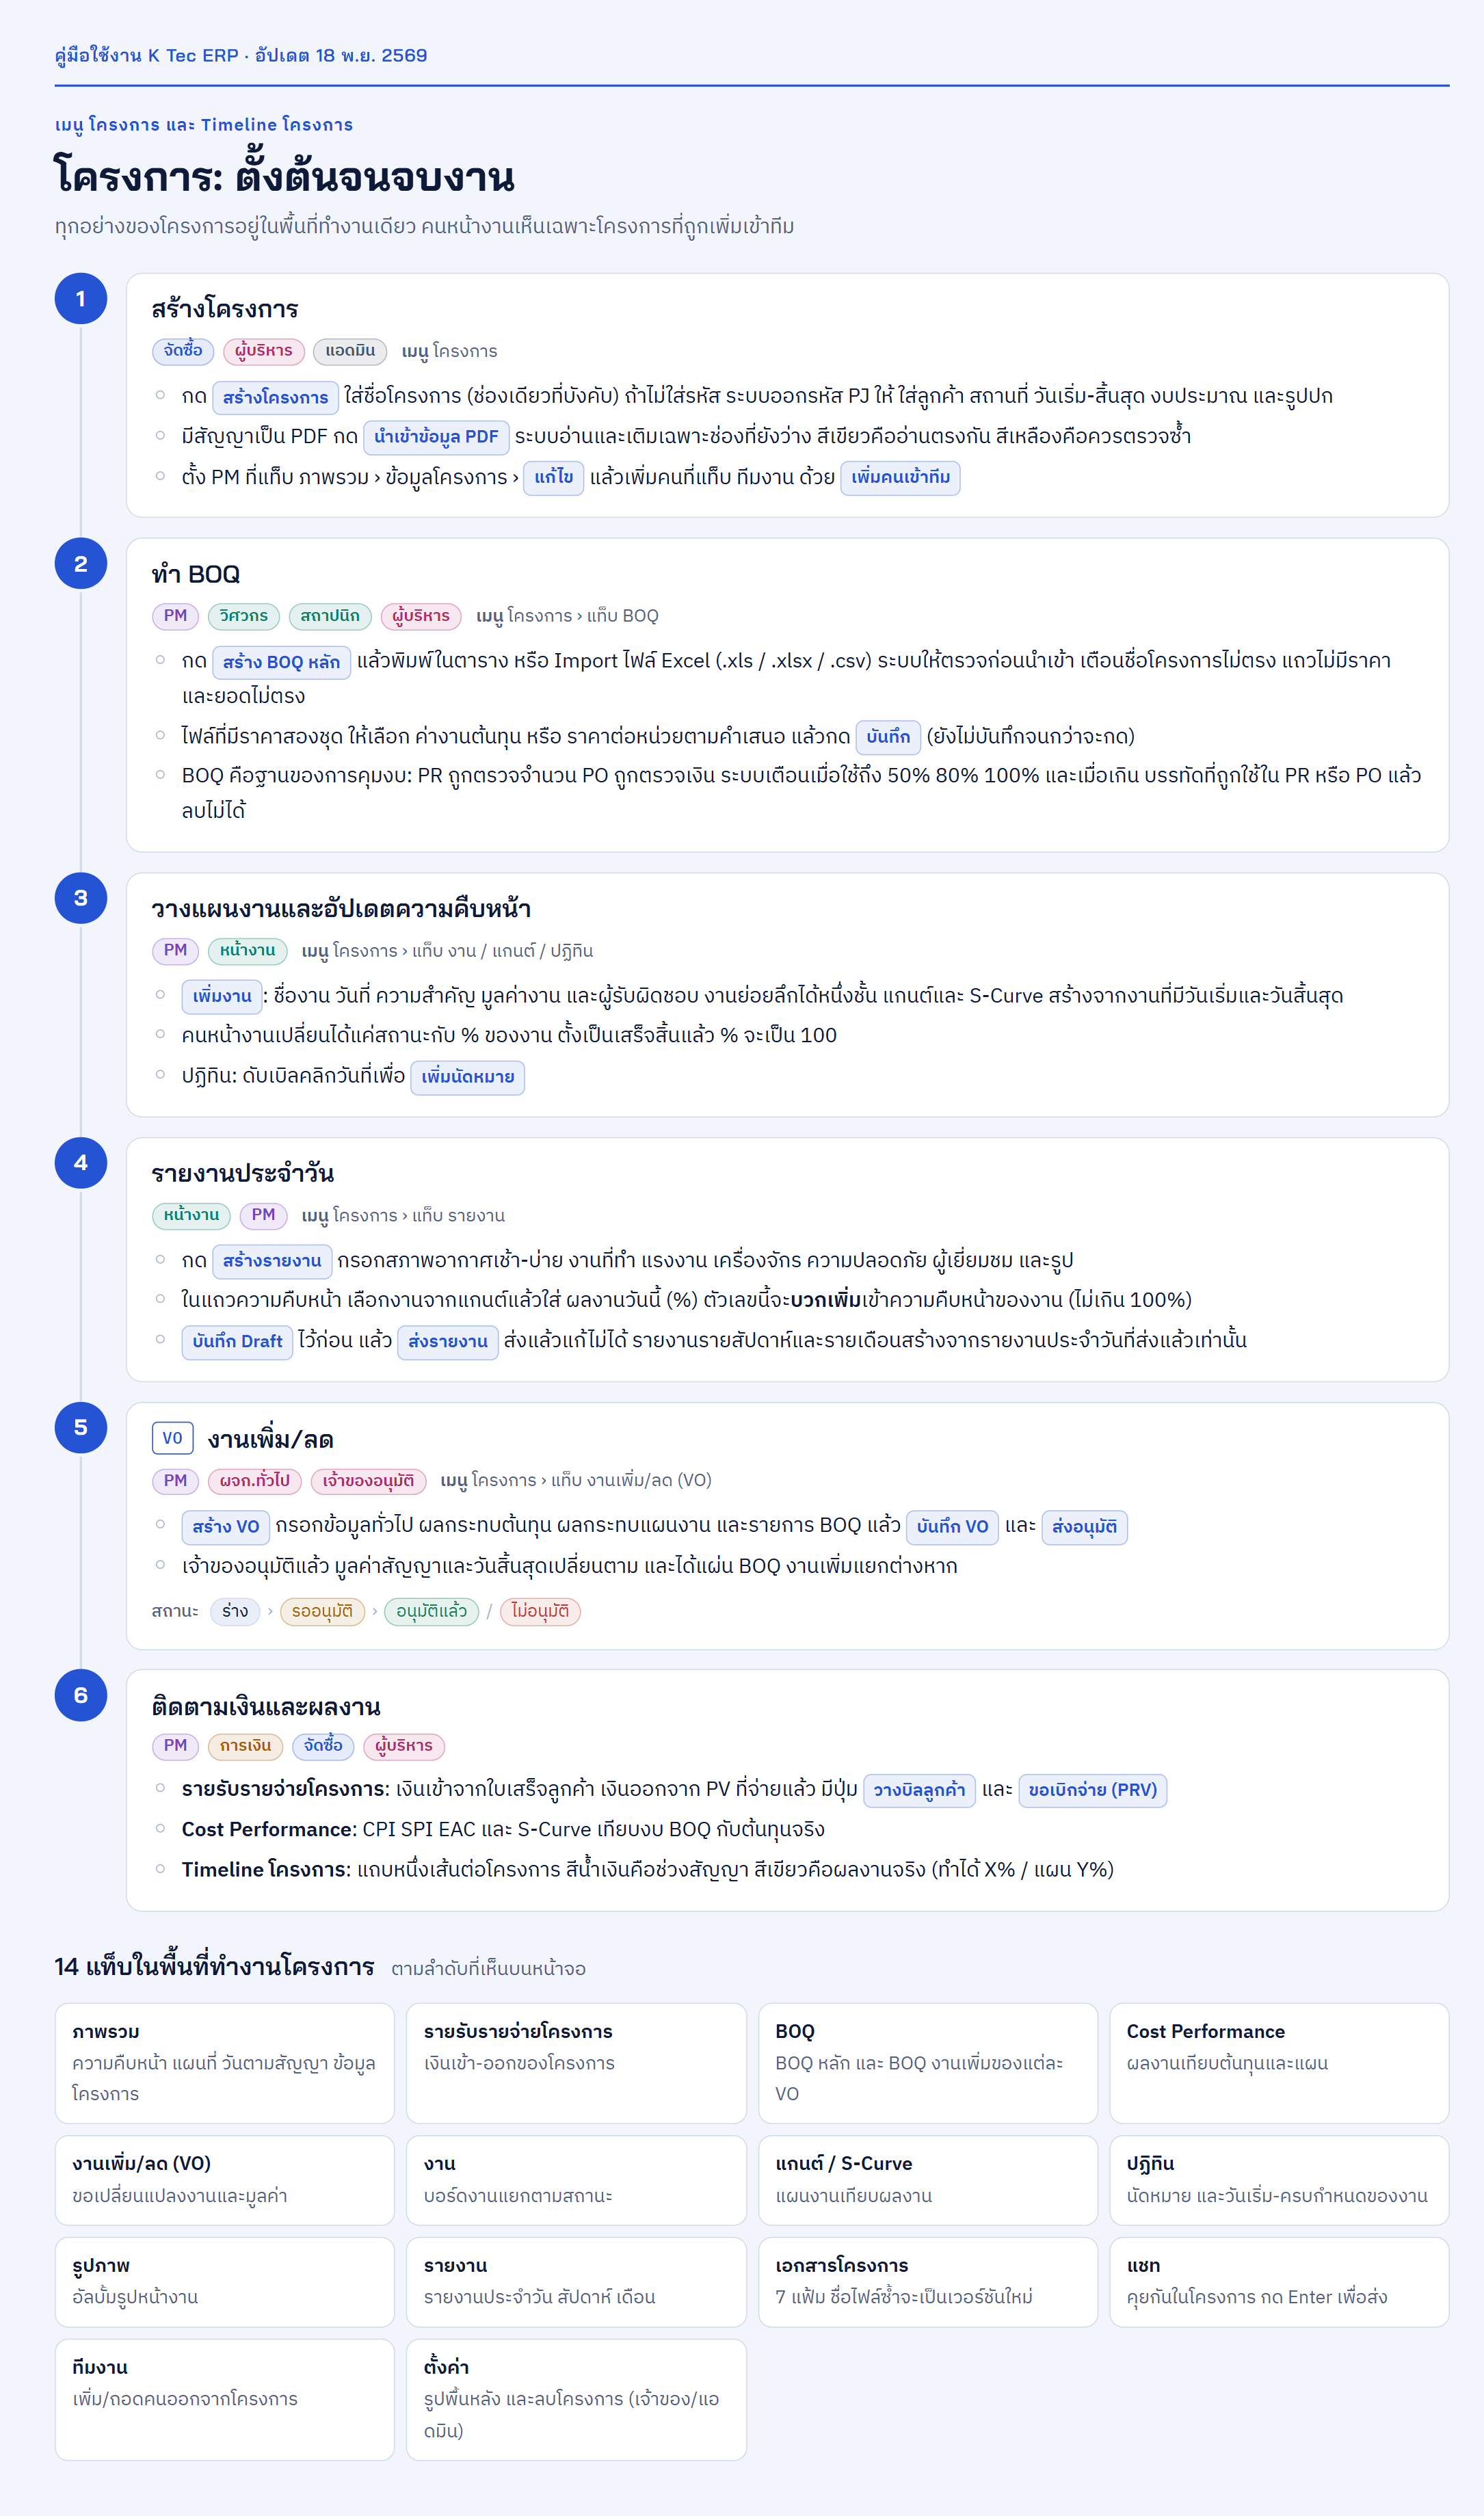 คู่มือใช้งาน K Tec ERP · อัปเดต 18 พ.ย. 2569
เมนู โครงการ และ Timeline โครงการ
โครงการ: ตั้งต้นจนจบงาน
ทุกอย่างของโครงการอยู่ในพื้นที่ทำงานเดียว คนหน้างานเห็นเฉพาะโครงการที่ถูกเพิ่มเข้าทีม
1
สร้างโครงการ
จัดซื้อ ผู้บริหาร แอดมิน เมนู โครงการ
กด สร้างโครงการ ใส่ชื่อโครงการ (ช่องเดียวที่บังคับ) ถ้าไม่ใส่รหัส ระบบออกรหัส PJ ให้ ใส่ลูกค้า สถานที่ วันเริ่ม-สิ้นสุด งบประมาณ และรูปปก
มีสัญญาเป็น PDF กด นำเข้าข้อมูล PDF ระบบอ่านและเติมเฉพาะช่องที่ยังว่าง สีเขียวคืออ่านตรงกัน สีเหลืองคือควรตรวจซ้ำ
ตั้ง PM ที่แท็บ ภาพรวม › ข้อมูลโครงการ › แก้ไข แล้วเพิ่มคนที่แท็บ ทีมงาน ด้วย เพิ่มคนเข้าทีม
2
ทำ BOQ
PM วิศวกร สถาปนิก ผู้บริหาร เมนู โครงการ › แท็บ BOQ
กด สร้าง BOQ หลัก แล้วพิมพ์ในตาราง หรือ Import ไฟล์ Excel (.xls / .xlsx / .csv) ระบบให้ตรวจก่อนนำเข้า เตือนชื่อโครงการไม่ตรง แถวไม่มีราคา
และยอดไม่ตรง
ไฟล์ที่มีราคาสองชุด ให้เลือก ค่างานต้นทุน หรือ ราคาต่อหน่วยตามคำเสนอ แล้วกด บันทึก (ยังไม่บันทึกจนกว่าจะกด)
BOQ คือฐานของการคุมงบ: PR ถูกตรวจจำนวน PO ถูกตรวจเงิน ระบบเตือนเมื่อใช้ถึง 50% 80% 100% และเมื่อเกิน บรรทัดที่ถูกใช้ใน PR หรือ PO แล้ว
ลบไม่ได้
3
วางแผนงานและอัปเดตความคืบหน้า
PM หน้างาน เมนู โครงการ › แท็บ งาน / แกนต์ / ปฏิทิน
เพิ่มงาน : ชื่องาน วันที่ ความสำคัญ มูลค่างาน และผู้รับผิดชอบ งานย่อยลึกได้หนึ่งชั้น แกนต์และ S-Curve สร้างจากงานที่มีวันเริ่มและวันสิ้นสุด
คนหน้างานเปลี่ยนได้แค่สถานะกับ % ของงาน ตั้งเป็นเสร็จสิ้นแล้ว % จะเป็น 100
ปฏิทิน: ดับเบิลคลิกวันที่เพื่อ เพิ่มนัดหมาย
4
รายงานประจำวัน
หน้างาน PM เมนู โครงการ › แท็บ รายงาน
กด สร้างรายงาน กรอกสภาพอากาศเช้า-บ่าย งานที่ทำ แรงงาน เครื่องจักร ความปลอดภัย ผู้เยี่ยมชม และรูป
ในแถวความคืบหน้า เลือกงานจากแกนต์แล้วใส่ ผลงานวันนี้ (%) ตัวเลขนี้จะบวกเพิ่มเข้าความคืบหน้าของงาน (ไม่เกิน 100%)
บันทึก Draft ไว้ก่อน แล้ว ส่งรายงาน ส่งแล้วแก้ไม่ได้ รายงานรายสัปดาห์และรายเดือนสร้างจากรายงานประจำวันที่ส่งแล้วเท่านั้น
5
VO งานเพิ่ม/ลด
PM ผจก.ทั่วไป เจ้าของอนุมัติ เมนู โครงการ › แท็บ งานเพิ่ม/ลด (VO)
สร้าง VO กรอกข้อมูลทั่วไป ผลกระทบต้นทุน ผลกระทบแผนงาน และรายการ BOQ แล้ว บันทึก VO และ ส่งอนุมัติ
เจ้าของอนุมัติแล้ว มูลค่าสัญญาและวันสิ้นสุดเปลี่ยนตาม และได้แผ่น BOQ งานเพิ่มแยกต่างหาก
สถานะ ร่าง › รออนุมัติ › อนุมัติแล้ว / ไม่อนุมัติ
6
ติดตามเงินและผลงาน
PM การเงิน จัดซื้อ ผู้บริหาร
รายรับรายจ่ายโครงการ: เงินเข้าจากใบเสร็จลูกค้า เงินออกจาก PV ที่จ่ายแล้ว มีปุ่ม วางบิลลูกค้า และ ขอเบิกจ่าย (PRV)
Cost Performance: CPI SPI EAC และ S-Curve เทียบงบ BOQ กับต้นทุนจริง
Timeline โครงการ: แถบหนึ่งเส้นต่อโครงการ สีน้ำเงินคือช่วงสัญญา สีเขียวคือผลงานจริง (ทำได้ X% / แผน Y%)
14 แท็บในพื้นที่ทำงานโครงการ ตามลำดับที่เห็นบนหน้าจอ
ภาพรวม
ความคืบหน้า แผนที่ วันตามสัญญา ข้อมูล
โครงการ
รายรับรายจ่ายโครงการ
เงินเข้า-ออกของโครงการ
BOQ
BOQ หลัก และ BOQ งานเพิ่มของแต่ละ
VO
Cost Performance
ผลงานเทียบต้นทุนและแผน
งานเพิ่ม/ลด (VO)
ขอเปลี่ยนแปลงงานและมูลค่า
งาน
บอร์ดงานแยกตามสถานะ
แกนต์ / S-Curve
แผนงานเทียบผลงาน
ปฏิทิน
นัดหมาย และวันเริ่ม-ครบกำหนดของงาน
รูปภาพ
อัลบั้มรูปหน้างาน
รายงาน
รายงานประจำวัน สัปดาห์ เดือน
เอกสารโครงการ
7 แฟ้ม ชื่อไฟล์ซ้ำจะเป็นเวอร์ชันใหม่
แชท
คุยกันในโครงการ กด Enter เพื่อส่ง
ทีมงาน
เพิ่ม/ถอดคนออกจากโครงการ
ตั้งค่า
รูปพื้นหลัง และลบโครงการ (เจ้าของ/แอ
ดมิน)